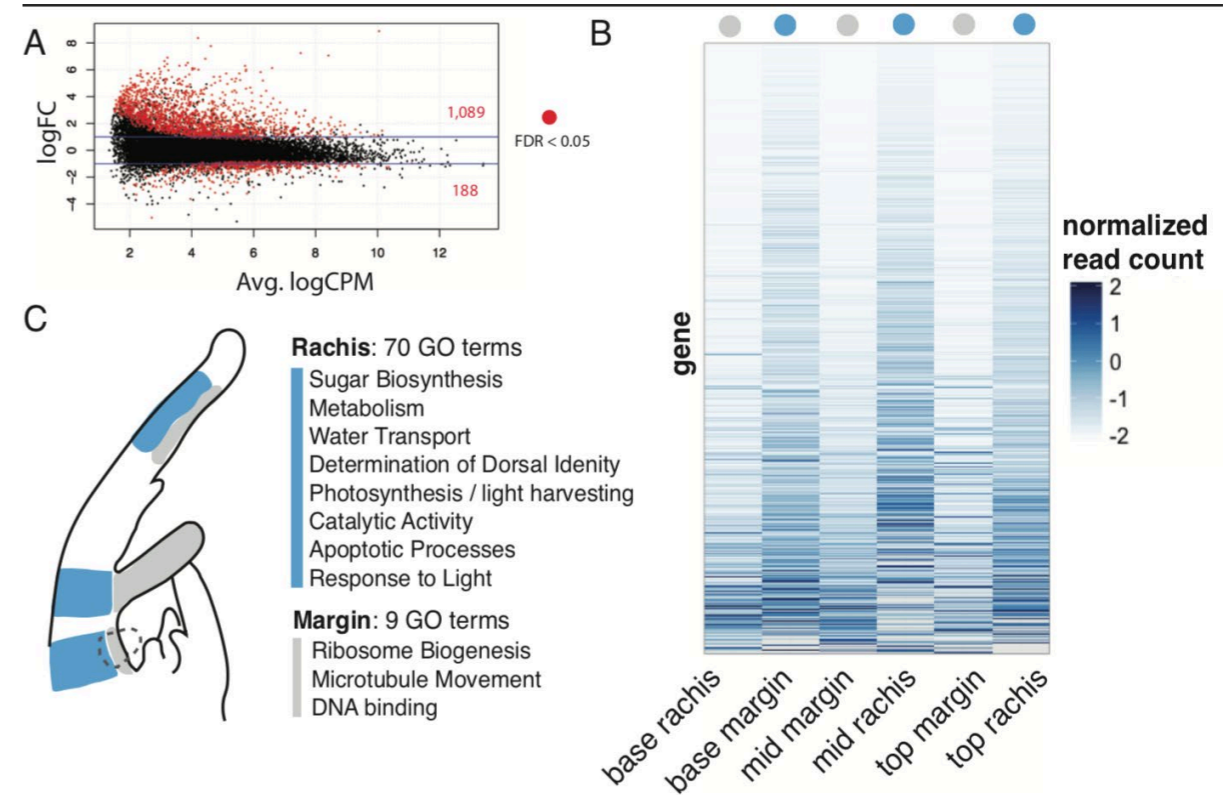 A
8
6
4
2
0
-2
-4
logFC
1,089
188
2
4
6
8
10
12
Avg. logCPM
FDR < 0.05
B
gene
base rachis
base margin
mid margin
mid rachis
top margin
top rachis
normalized
read count
2
1
0
-1
-2
C
Rachis: 70 GO terms
Sugar Biosynthesis
Metabolism
Water Transport
Determination of Dorsal Idenity
Photosynthesis / light harvesting
Catalytic Activity
Apoptotic Processes
Response to Light
Margin: 9 GO terms
Ribosome Biogenesis
Microtubule Movement
DNA binding